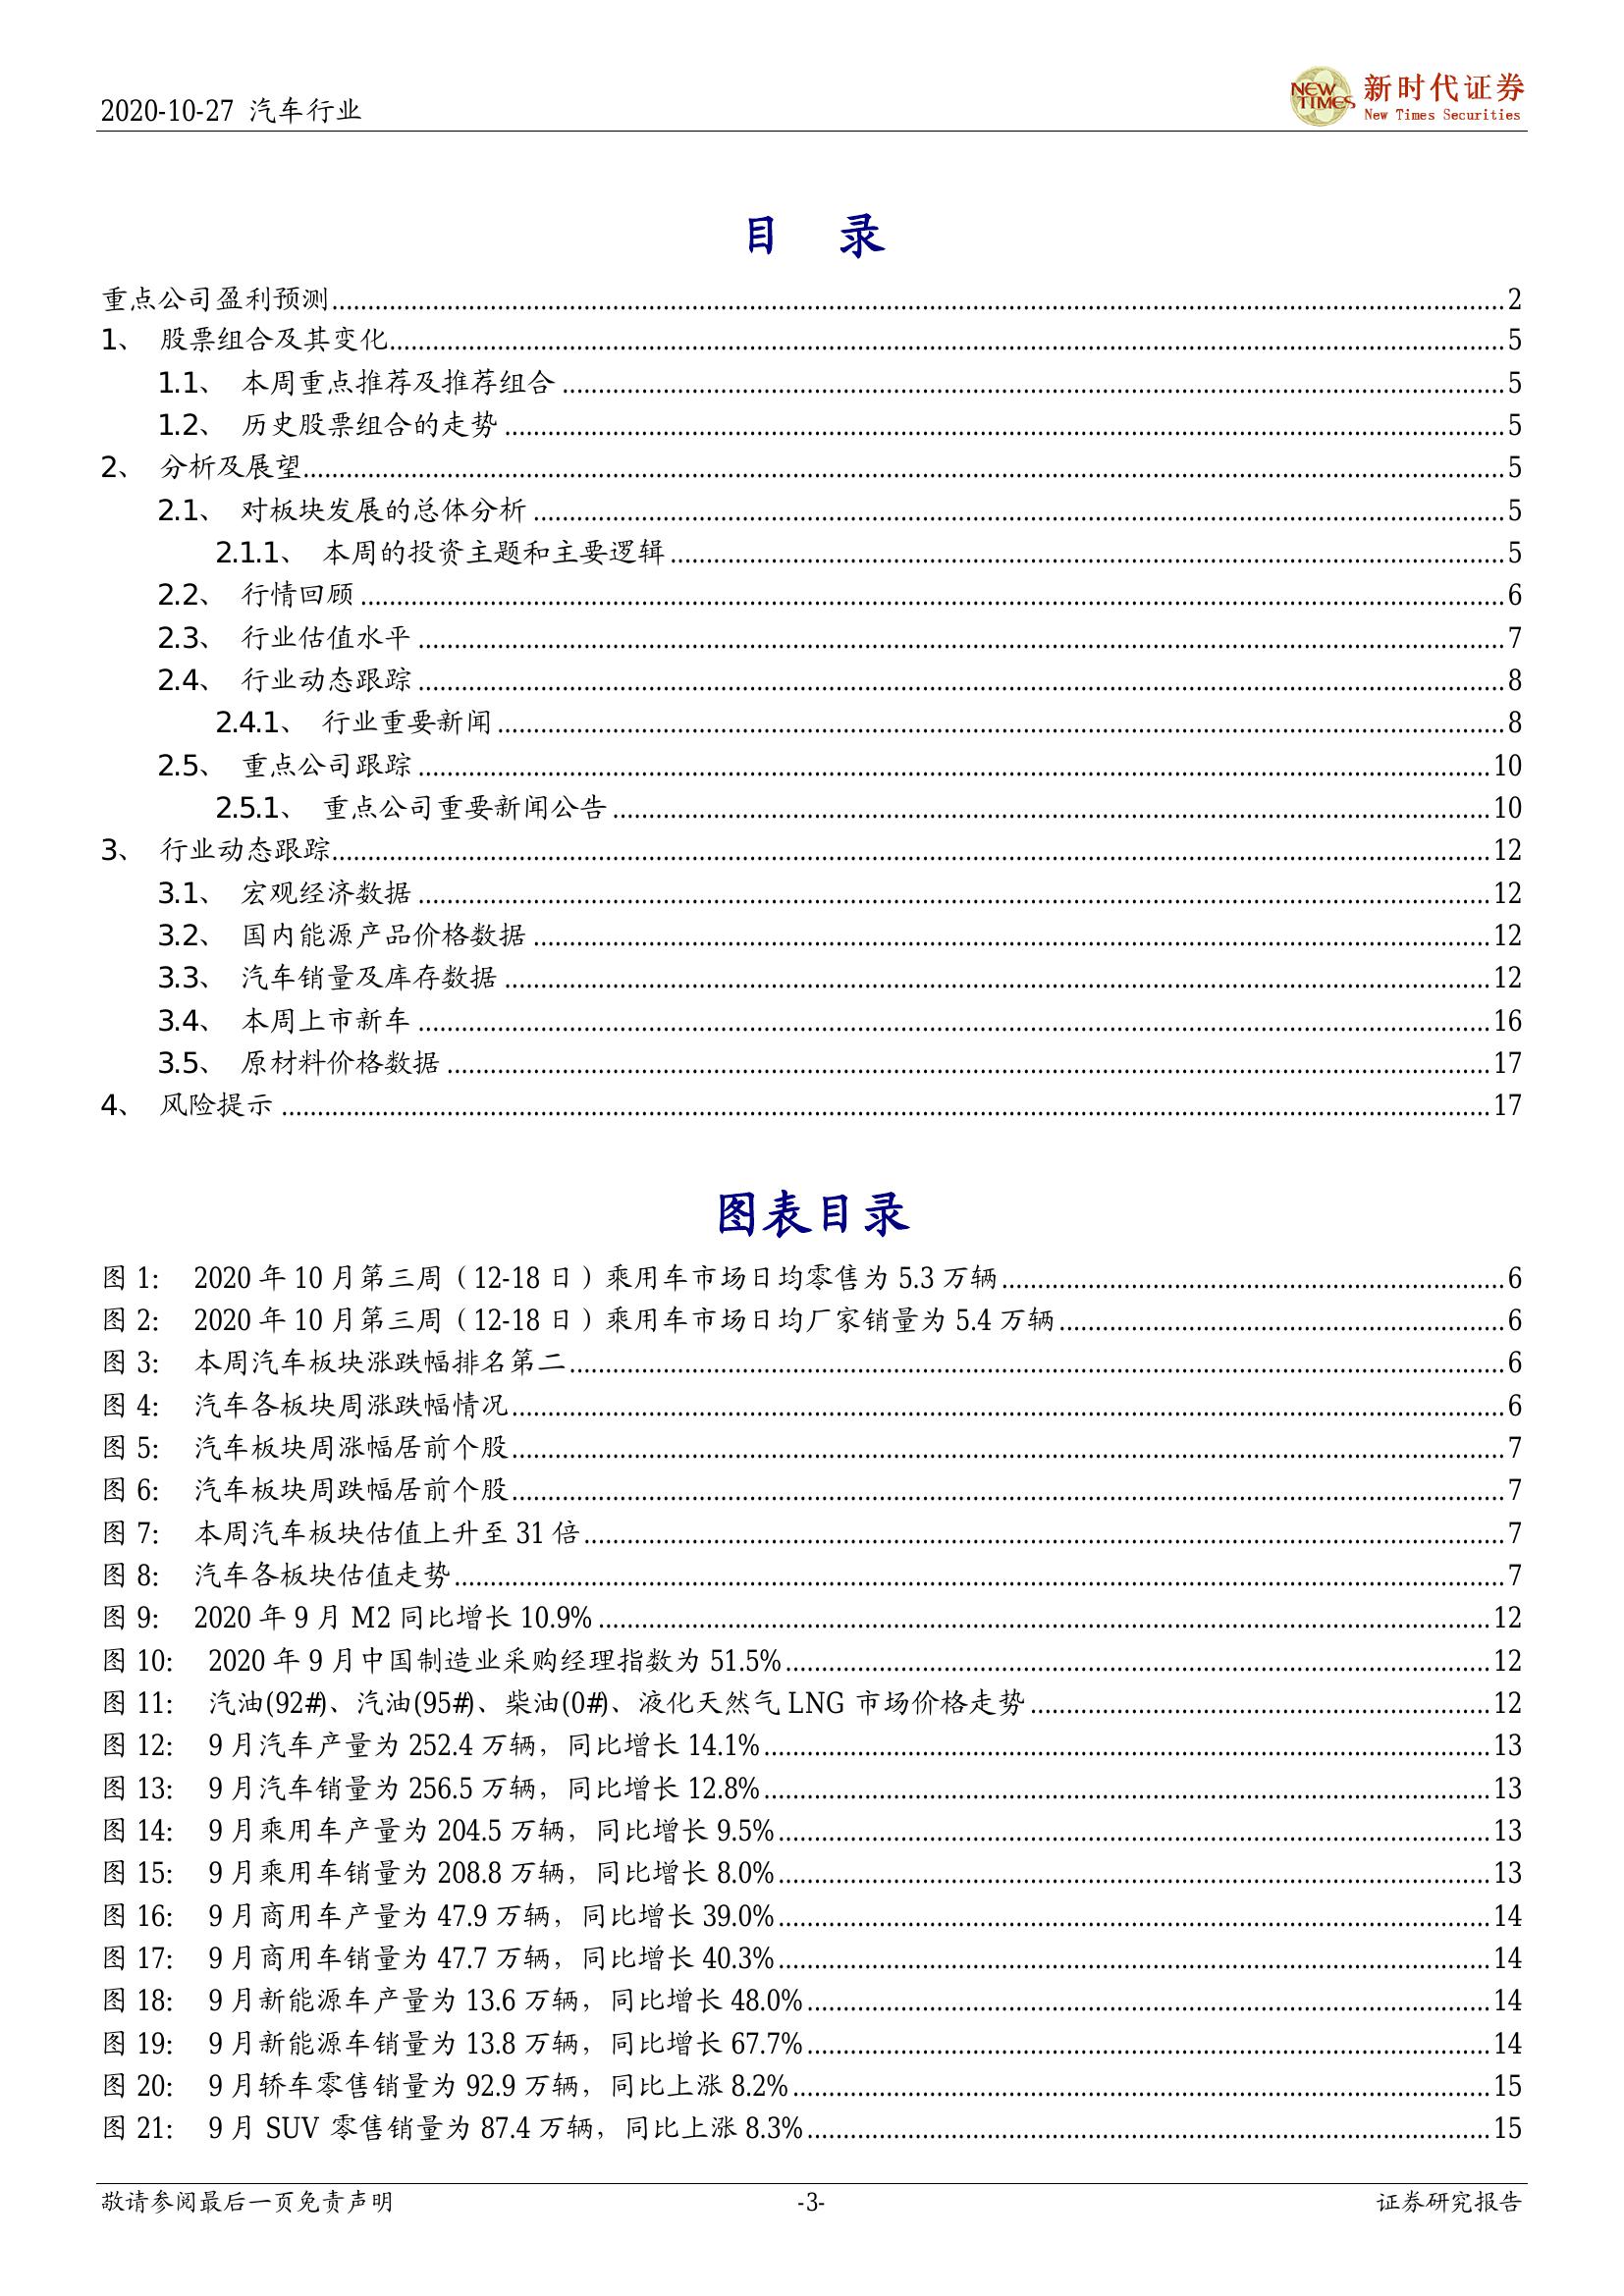 2020-10-27 汽车行业
NEW TIMES
新时代证券
New Times Securities
目 录
重点公司盈利预测 2
1、 股票组合及其变化 5
1.1、 本周重点推荐及推荐组合 5
1.2、 历史股票组合的走势 5
2、 分析及展望 5
2.1、 对板块发展的总体分析 5
2.1.1、 本周的投资主题和主要逻辑 5
2.2、 行情回顾 6
2.3、 行业估值水平 7
2.4、 行业动态跟踪 8
2.4.1、 行业重要新闻 8
2.5、 重点公司跟踪 10
2.5.1、 重点公司重要新闻公告 10
3、 行业动态跟踪 12
3.1、 宏观经济数据 12
3.2、 国内能源产品价格数据 12
3.3、 汽车销量及库存数据 12
3.4、 本周上市新车 16
3.5、 原材料价格数据 17
4、 风险提示 17
图表目录
图 1： 2020 年 10 月第三周（12-18 日）乘用车市场日均零售为 5.3 万辆 6
图 2： 2020 年 10 月第三周（12-18 日）乘用车市场日均厂家销量为 5.4 万辆 6
图 3： 本周汽车板块涨跌幅排名第二 6
图 4： 汽车各板块周涨跌幅情况 6
图 5： 汽车板块周涨幅居前个股 7
图 6： 汽车板块周跌幅居前个股 7
图 7： 本周汽车板块估值上升至 31 倍 7
图 8： 汽车各板块估值走势 7
图 9： 2020 年 9 月 M2 同比增长 10.9% 12
图 10： 2020 年 9 月中国制造业采购经理指数为 51.5% 12
图 11： 汽油(92#)、汽油(95#)、柴油(0#)、液化天然气 LNG 市场价格走势 12
图 12： 9 月汽车产量为 252.4 万辆，同比增长 14.1% 13
图 13： 9 月汽车销量为 256.5 万辆，同比增长 12.8% 13
图 14： 9 月乘用车产量为 204.5 万辆，同比增长 9.5% 13
图 15： 9 月乘用车销量为 208.8 万辆，同比增长 8.0% 13
图 16： 9 月商用车产量为 47.9 万辆，同比增长 39.0% 14
图 17： 9 月商用车销量为 47.7 万辆，同比增长 40.3% 14
图 18： 9 月新能源车产量为 13.6 万辆，同比增长 48.0% 14
图 19： 9 月新能源车销量为 13.8 万辆，同比增长 67.7% 14
图 20： 9 月轿车零售销量为 92.9 万辆，同比上涨 8.2% 15
图 21： 9 月 SUV 零售销量为 87.4 万辆，同比上涨 8.3% 15
敬请参阅最后一页免责声明 -3- 证券研究报告